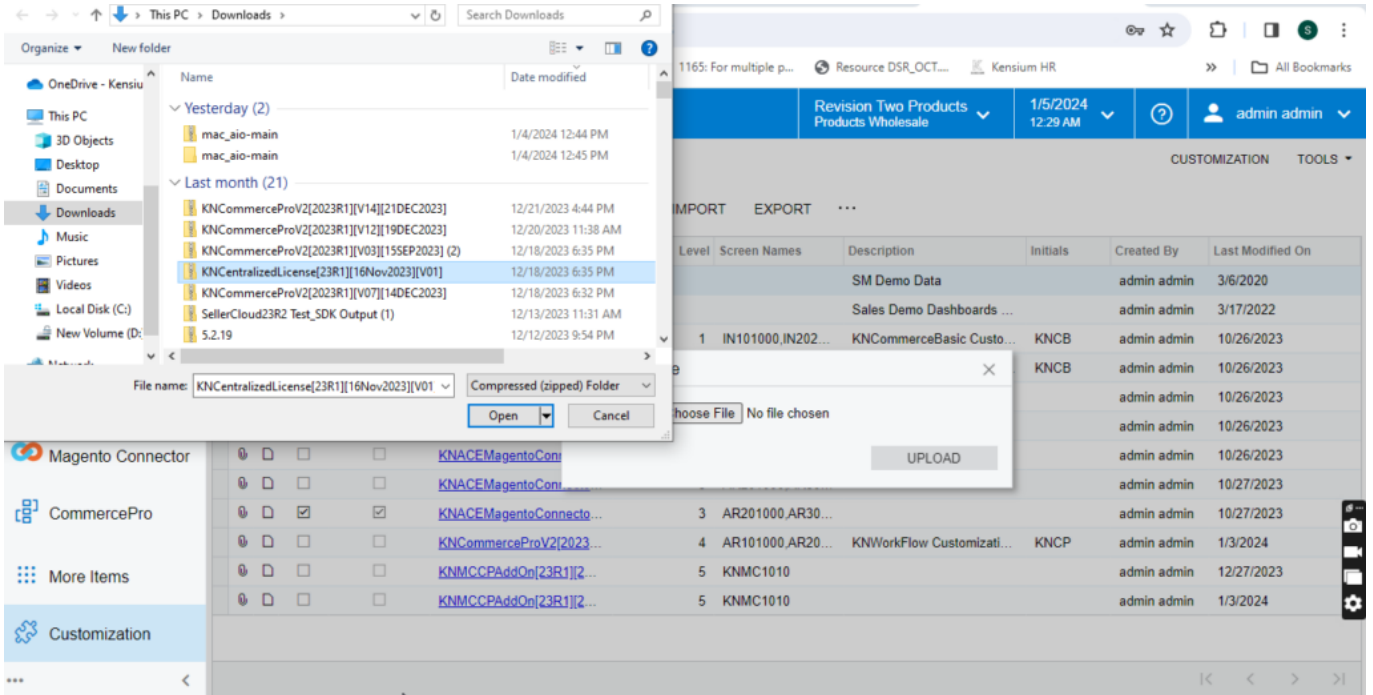 This PC > Downloads >
Search Downloads
Organize
New folder
OneDrive - Kensiu
This PC
3D Objects
Desktop
Documents
Downloads
Music
Pictures
Videos
Local Disk (C:)
New Volume (D:
Name
Date modified
Yesterday (2)
mac_aio-main 1/4/2024 12:44 PM
mac_aio-main 1/4/2024 12:45 PM
Last month (21)
KNCommerceProV2[2023R1][V14][21DEC2023] 12/21/2023 4:44 PM
KNCommerceProV2[2023R1][V12][19DEC2023] 12/20/2023 11:38 AM
KNCommerceProV2[2023R1][V03][15SEP2023] (2) 12/18/2023 6:35 PM
KNCentralizedLicense[23R1][16Nov2023][V01] 12/18/2023 6:35 PM
KNCommerceProV2[2023R1][V07][14DEC2023] 12/18/2023 6:32 PM
SellerCloud23R2 Test_SDK Output (1) 12/13/2023 11:31 AM
5.2.19 12/12/2023 9:54 PM
File name: KNCentralizedLicense[23R1][16Nov2023][V01
Compressed (zipped) Folder
Open
Cancel
S
1165: For multiple p...
Resource DSR_OCT....
Kensium HR
»
All Bookmarks
Revision Two Products
Products Wholesale
1/5/2024
12:29 AM
?
admin admin
CUSTOMIZATION
TOOLS
IMPORT
EXPORT
...
Level Screen Names Description Initials Created By Last Modified On
SM Demo Data admin admin 3/6/2020
Sales Demo Dashboards ... admin admin 3/17/2022
1 IN101000,IN202... KNCommerceBasic Custo... KNCB admin admin 10/26/2023
KNCB admin admin 10/26/2023
admin admin 10/26/2023
admin admin 10/26/2023
hoose File No file chosen
UPLOAD
KNACEMagentoCon admin admin 10/26/2023
KNACEMagentoCon admin admin 10/27/2023
KNACEMagentoConnecto... 3 AR201000,AR30... admin admin 10/27/2023
KNCommerceProV2[2023... 4 AR101000,AR20... KNWorkFlow Customizati... KNCP admin admin 1/3/2024
KNMCCPAddOn[23R1][2... 5 KNMC1010 admin admin 12/27/2023
KNMCCPAddOn[23R1][2... 5 KNMC1010 admin admin 1/3/2024
Magento Connector
CommercePro
More Items
Customization
...